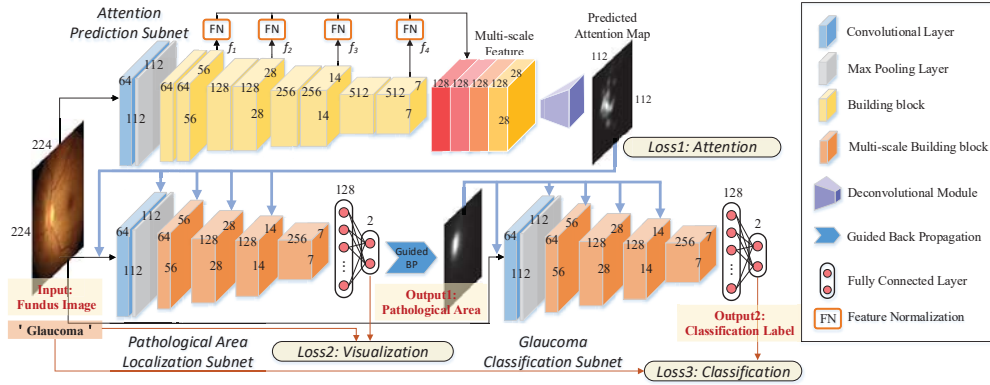 Attention
Prediction Subnet
FN
FN
FN
FN
f1
f2
f3
f4
Multi-scale
Feature
Predicted
Attention Map
64
112
112
64
64
56
56
128
128
28
28
256
256
14
14
512
512
7
7
128
128
128
128
28
28
112
112
Loss1: Attention
224
224
Input:
Fundus Image
' Glaucoma '
64
112
112
64
56
56
128
28
28
128
14
14
256
7
7
128
2
Guided
BP
Output1:
Pathological Area
64
112
112
64
56
56
128
28
28
128
14
14
256
7
7
128
2
Output2:
Classification Label
Pathological Area
Localization Subnet
Loss2: Visualization
Glaucoma
Classification Subnet
Loss3: Classification
Convolutional Layer
Max Pooling Layer
Building block
Multi-scale Building block
Deconvolutional Module
Guided Back Propagation
Fully Connected Layer
FN
Feature Normalization